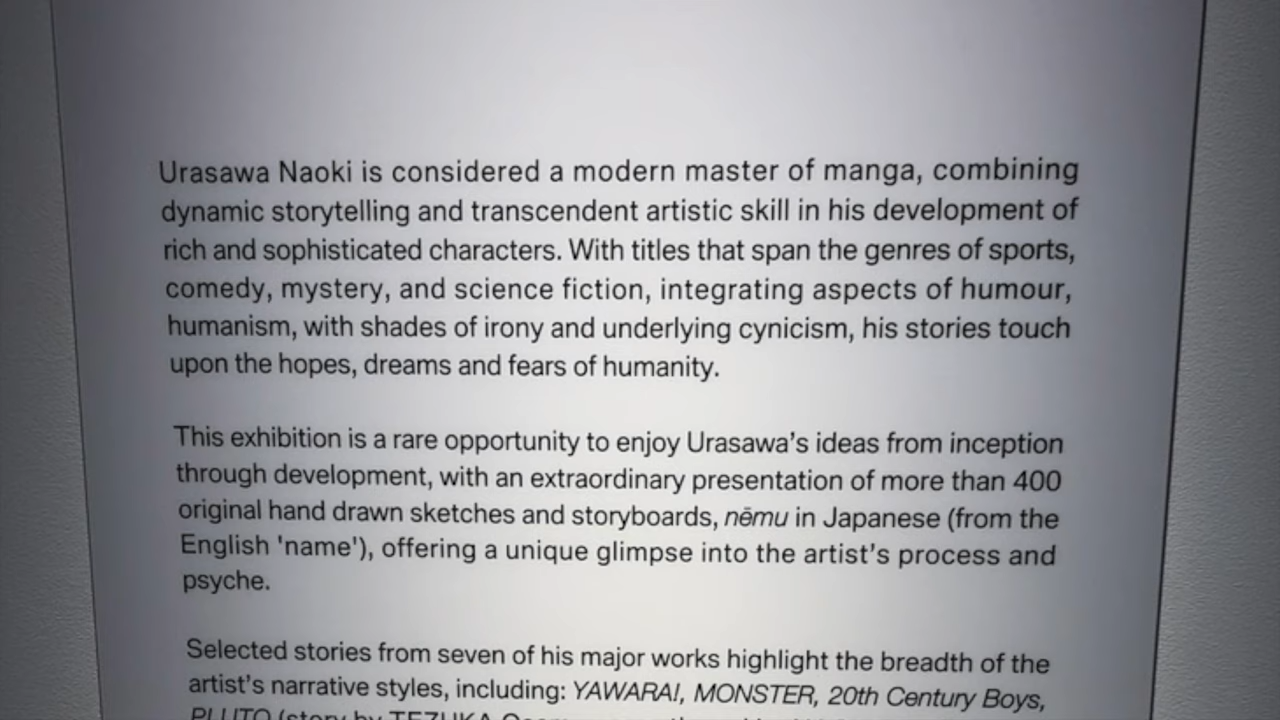 Urasawa Naoki is considered a modern master of manga, combining
dynamic storytelling and transcendent artistic skill in his development of
rich and sophisticated characters. With titles that span the genres of sports,
comedy, mystery, and science fiction, integrating aspects of humour,
humanism, with shades of irony and underlying cynicism, his stories touch
upon the hopes, dreams and fears of humanity.
This exhibition is a rare opportunity to enjoy Urasawa's ideas from inception
through development, with an extraordinary presentation of more than 400
original hand drawn sketches and storyboards, nēmu in Japanese (from the
English 'name'), offering a unique glimpse into the artist's process and
psyche.
Selected stories from seven of his major works highlight the breadth of the
artist's narrative styles, including: YAWARA!, MONSTER, 20th Century Boys,
PLUTO (story by TEZUKA